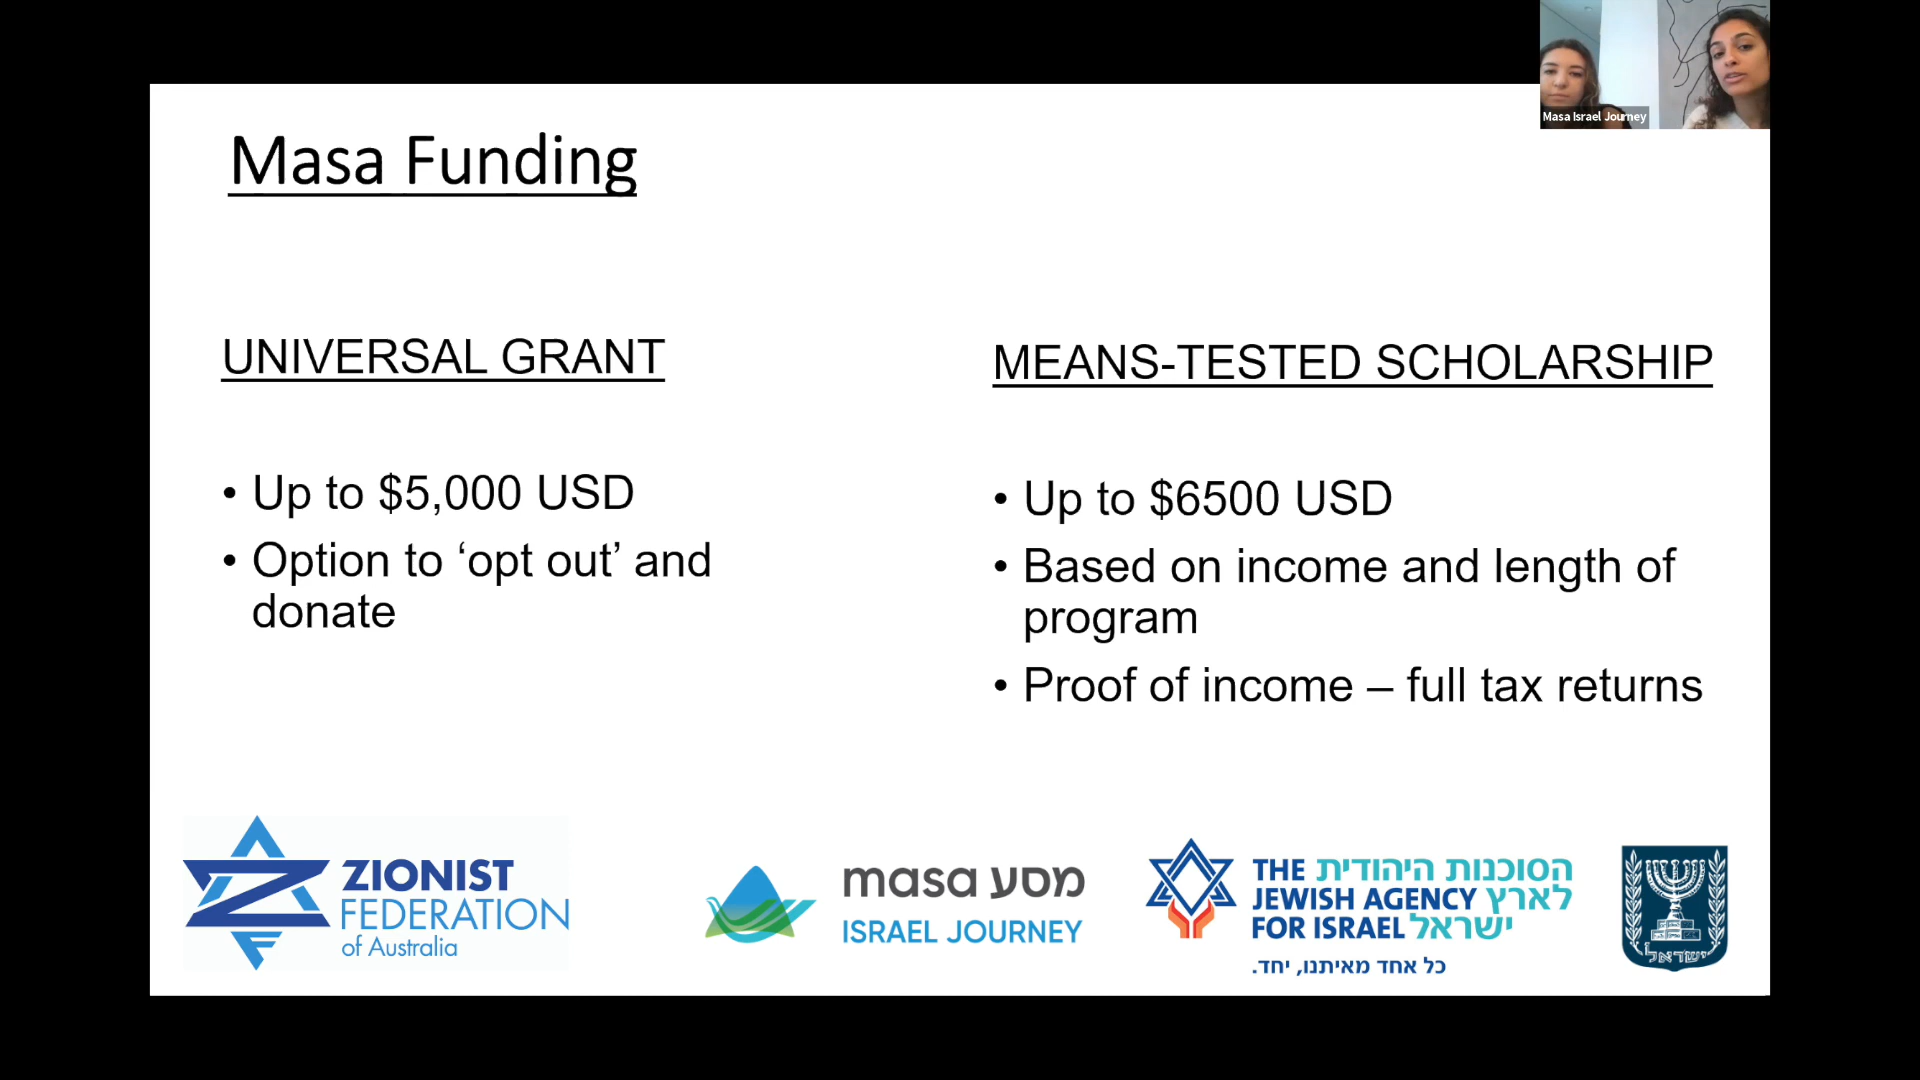 Masa Israel Journey
Masa Funding
UNIVERSAL GRANT
• Up to $5,000 USD
• Option to ‘opt out’ and
donate
MEANS-TESTED SCHOLARSHIP
• Up to $6500 USD
• Based on income and length of
program
• Proof of income – full tax returns
ZIONIST
FEDERATION
of Australia
masa מסע
ISRAEL JOURNEY
THE הסוכנות היהודית
JEWISH AGENCY לארץ
FOR ISRAEL ישראל
כל אחד מאיתנו, יחד.
ישראל